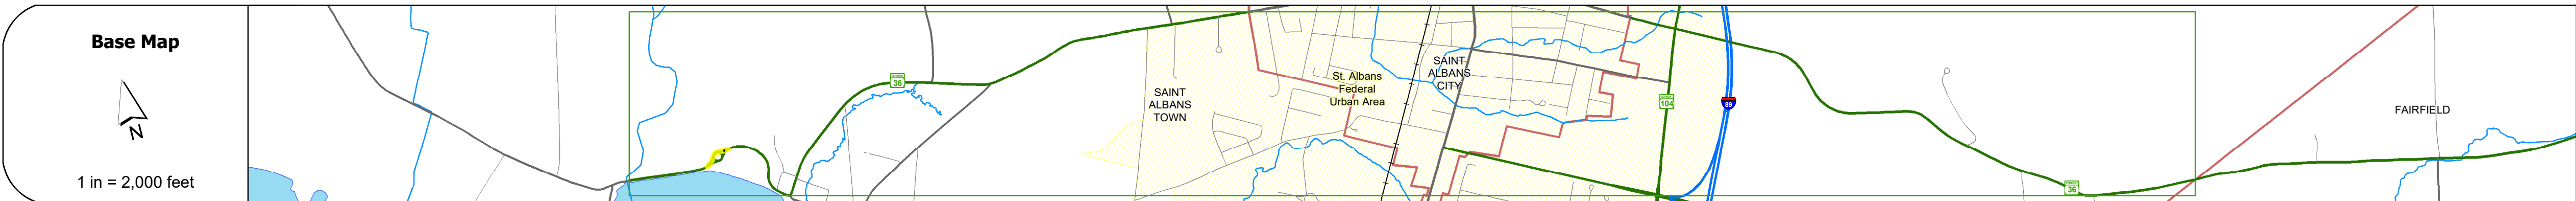 Base Map
N
1 in = 2,000 feet
36
SAINT
ALBANS
TOWN
St. Albans
Federal
Urban Area
SAINT
ALBANS
CITY
104
89
36
FAIRFIELD